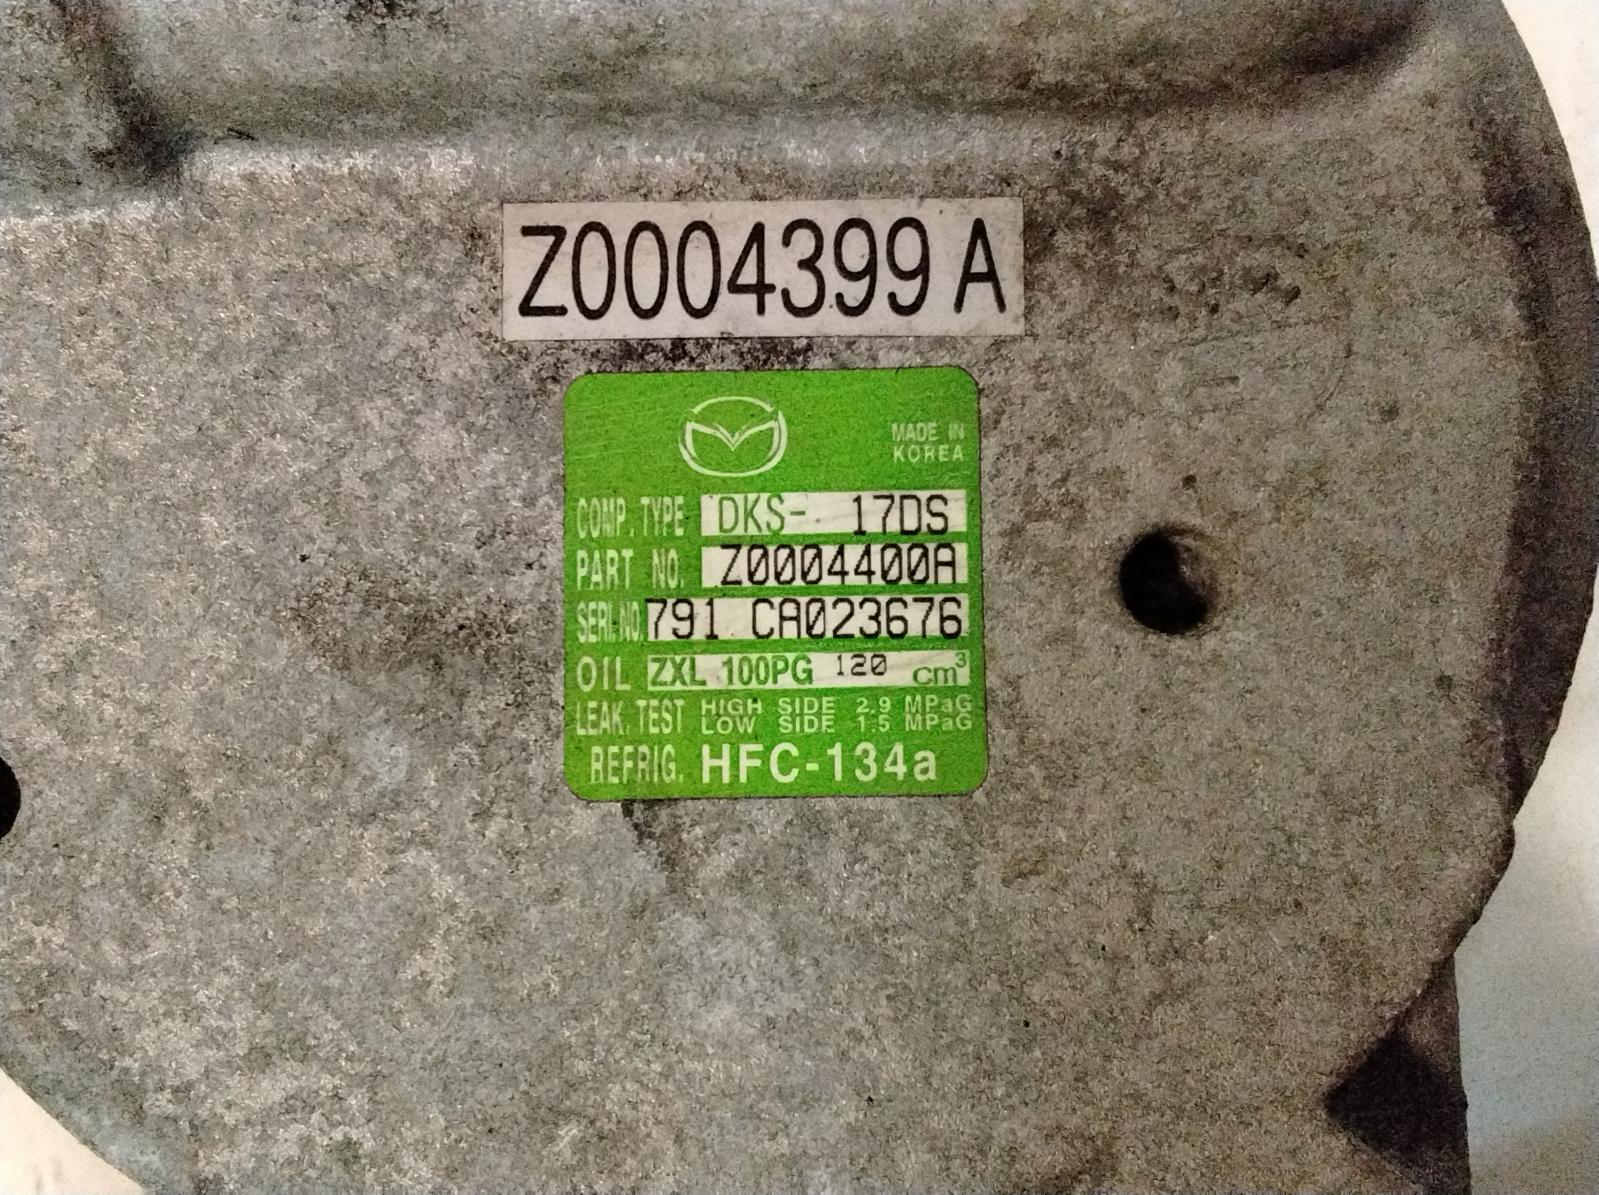 Z0004399A
MADE IN
KOREA
COMP. TYPE DKS- 17DS
PART NO. Z0004400A
SERI. NO. 791 CA023676
OIL ZXL 100PG 120 cm³
LEAK. TEST HIGH SIDE 2.9 MPaG
LOW SIDE 1.5 MPaG
REFRIG. HFC-134a